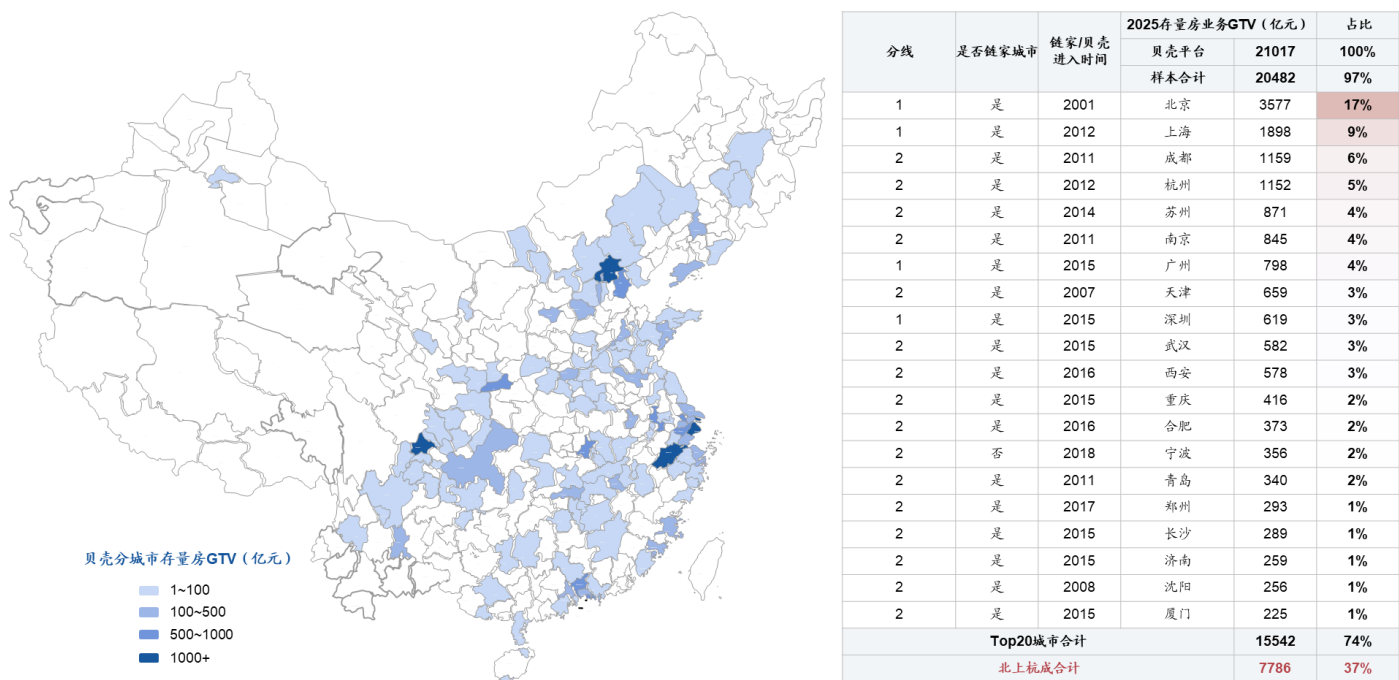 贝壳分城市存量房GTV（亿元）
1~100
100~500
500~1000
1000+
分线 是否链家城市 链家/贝壳进入时间 2025存量房业务GTV（亿元） 占比
贝壳平台 21017 100%
样本合计 20482 97%
1 是 2001 北京 3577 17%
1 是 2012 上海 1898 9%
2 是 2011 成都 1159 6%
2 是 2012 杭州 1152 5%
2 是 2014 苏州 871 4%
2 是 2011 南京 845 4%
1 是 2015 广州 798 4%
2 是 2007 天津 659 3%
1 是 2015 深圳 619 3%
2 是 2015 武汉 582 3%
2 是 2016 西安 578 3%
2 是 2015 重庆 416 2%
2 是 2016 合肥 373 2%
2 否 2018 宁波 356 2%
2 是 2011 青岛 340 2%
2 是 2017 郑州 293 1%
2 是 2015 长沙 289 1%
2 是 2015 济南 259 1%
2 是 2008 沈阳 256 1%
2 是 2015 厦门 225 1%
Top20城市合计 15542 74%
北上杭成合计 7786 37%